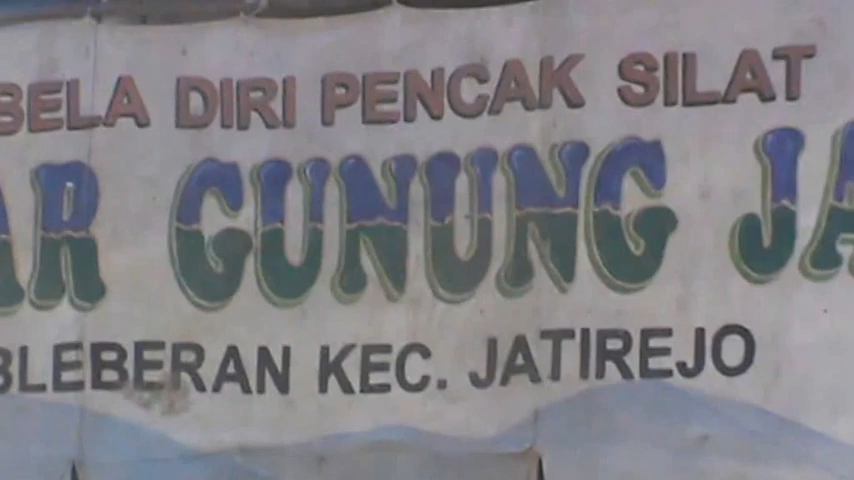 BELA DIRI PENCAK SILAT
AR GUNUNG JA
BLEBERAN KEC. JATIREJO